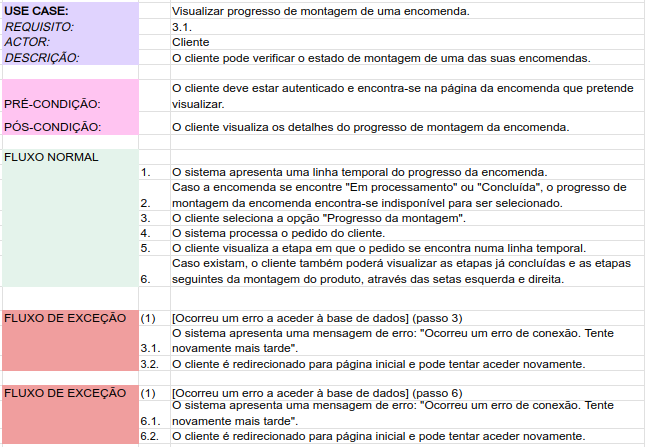 USE CASE: Visualizar progresso de montagem de uma encomenda.
REQUISITO: 3.1.
ACTOR: Cliente
DESCRIÇÃO: O cliente pode verificar o estado de montagem de uma das suas encomendas.
O cliente deve estar autenticado e encontra-se na página da encomenda que pretende
PRÉ-CONDIÇÃO: visualizar.
PÓS-CONDIÇÃO: O cliente visualiza os detalhes do progresso de montagem da encomenda.
FLUXO NORMAL
1. O sistema apresenta uma linha temporal do progresso da encomenda.
Caso a encomenda se encontre "Em processamento" ou "Concluída", o progresso de
2. montagem da encomenda encontra-se indisponível para ser selecionado.
3. O cliente seleciona a opção "Progresso da montagem".
4. O sistema processa o pedido do cliente.
5. O cliente visualiza a etapa em que o pedido se encontra numa linha temporal.
Caso existam, o cliente também poderá visualizar as etapas já concluídas e as etapas
6. seguintes da montagem do produto, através das setas esquerda e direita.
FLUXO DE EXCEÇÃO (1) [Ocorreu um erro a aceder à base de dados] (passo 3)
O sistema apresenta uma mensagem de erro: "Ocorreu um erro de conexão. Tente
3.1. novamente mais tarde".
3.2. O cliente é redirecionado para página inicial e pode tentar aceder novamente.
FLUXO DE EXCEÇÃO (1) [Ocorreu um erro a aceder à base de dados] (passo 6)
O sistema apresenta uma mensagem de erro: "Ocorreu um erro de conexão. Tente
6.1. novamente mais tarde".
6.2. O cliente é redirecionado para página inicial e pode tentar aceder novamente.